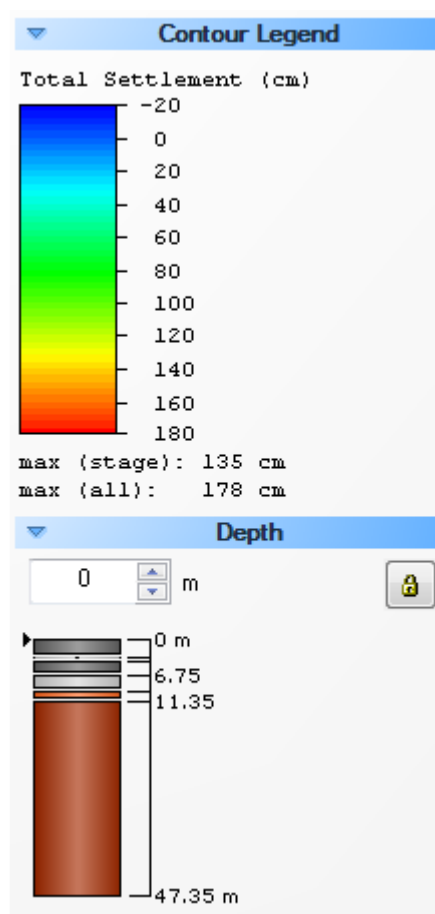 Contour Legend
Total Settlement (cm)
-20
0
20
40
60
80
100
120
140
160
180
max (stage): 135 cm
max (all): 178 cm
Depth
0 m
0 m
6.75
11.35
47.35 m